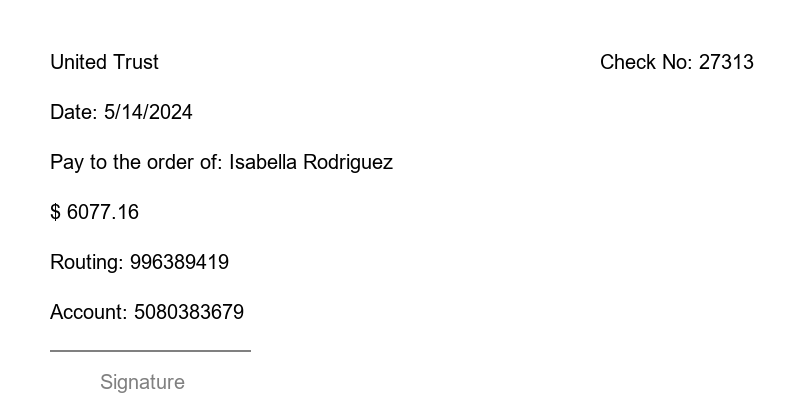 United Trust
Check No: 27313
Date: 5/14/2024
Pay to the order of: Isabella Rodriguez
$ 6077.16
Routing: 996389419
Account: 5080383679
Signature